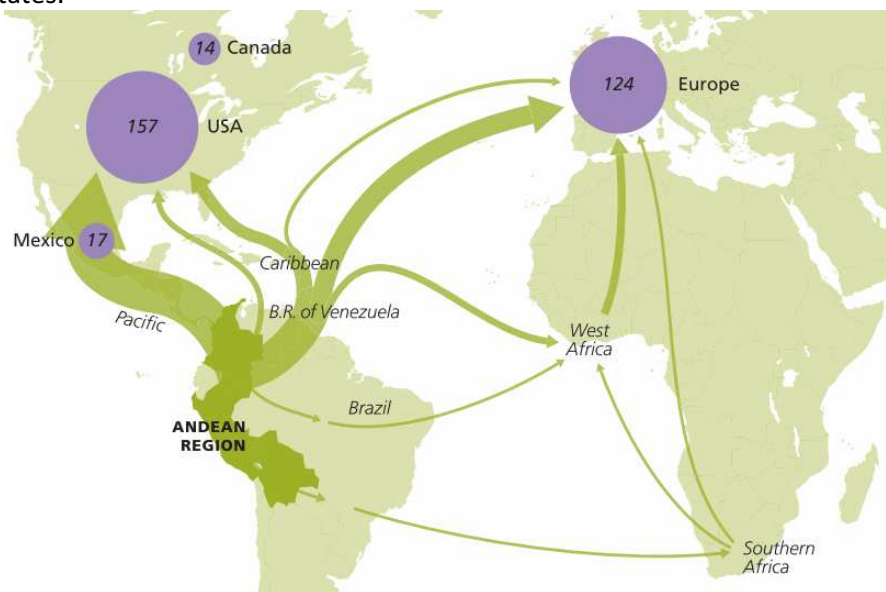 14 Canada
157 USA
124 Europe
Mexico 17
Caribbean
B.R. of Venezuela
Pacific
West
Africa
Brazil
ANDEAN
REGION
Southern
Africa